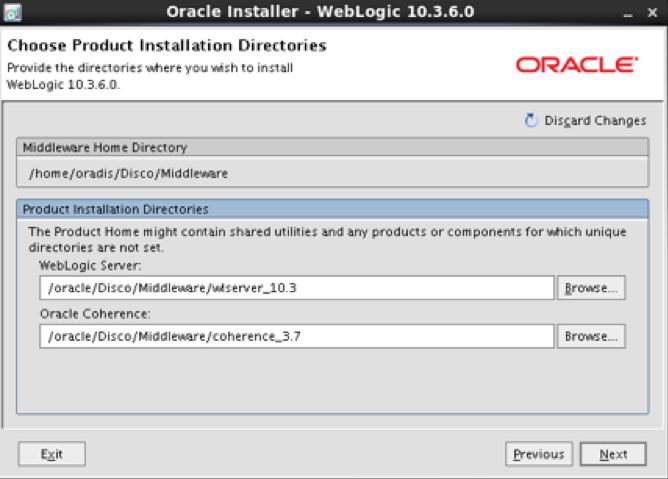 Oracle Installer - WebLogic 10.3.6.0
Choose Product Installation Directories
Provide the directories where you wish to install
WebLogic 10.3.6.0.
ORACLE
Discard Changes
Middleware Home Directory
/home/oradis/Disco/Middleware
Product Installation Directories
The Product Home might contain shared utilities and any products or components for which unique
directories are not set.
WebLogic Server:
/oracle/Disco/Middleware/wlserver_10.3
Browse...
Oracle Coherence:
/oracle/Disco/Middleware/coherence_3.7
Browse...
Exit
Previous
Next